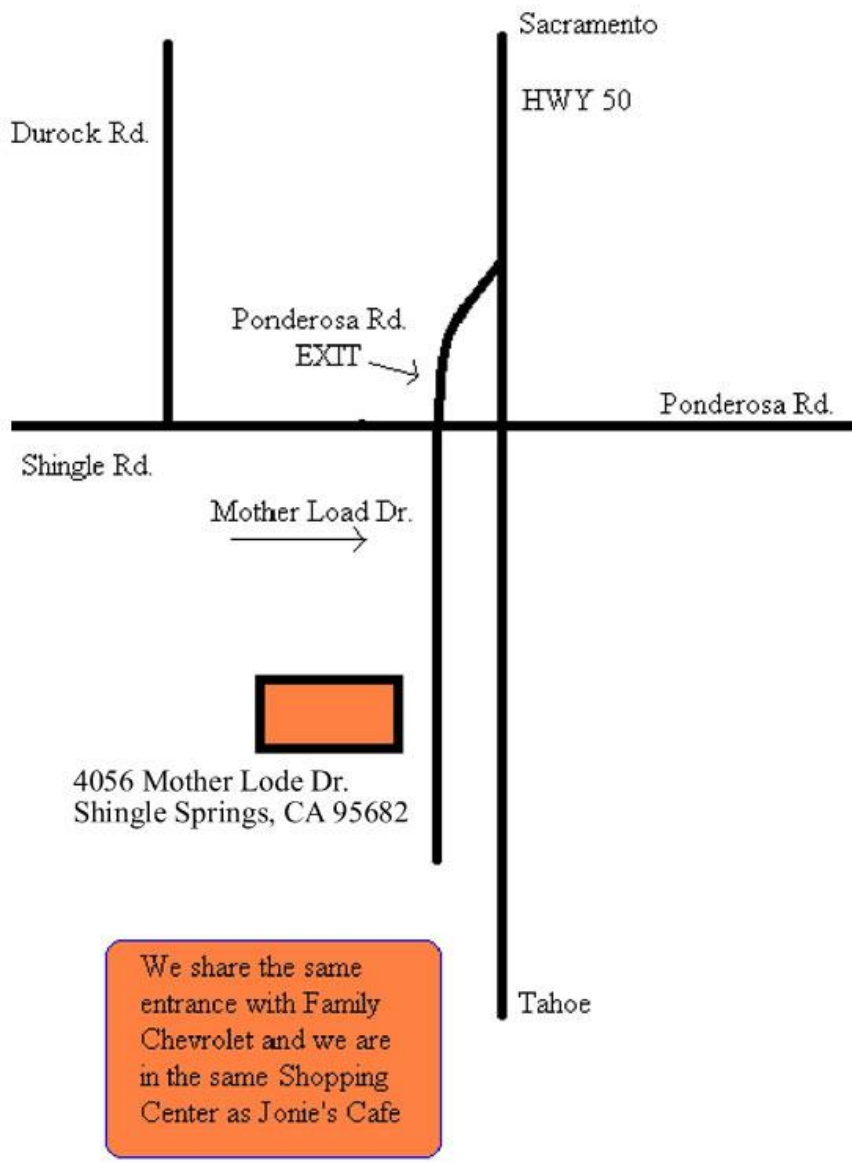 Sacramento
HWY 50
Durock Rd.
Ponderosa Rd.
EXIT
Ponderosa Rd.
Shingle Rd.
Mother Load Dr.
4056 Mother Lode Dr.
Shingle Springs, CA 95682
We share the same
entrance with Family
Chevrolet and we are
in the same Shopping
Center as Jonie's Cafe
Tahoe